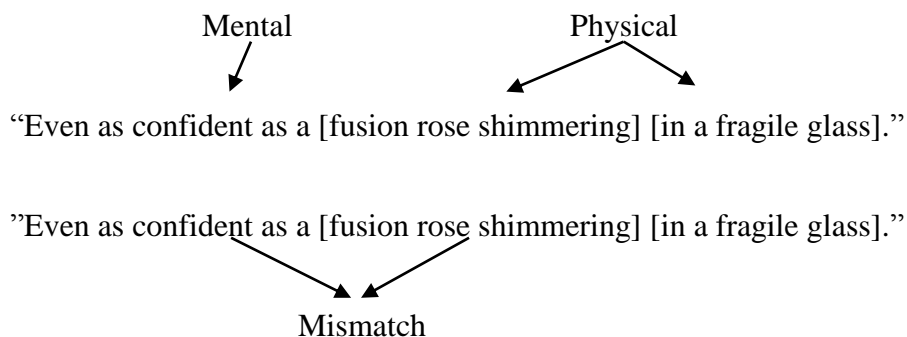 Mental Physical
“Even as confident as a [fusion rose shimmering] [in a fragile glass].”
”Even as confident as a [fusion rose shimmering] [in a fragile glass].”
Mismatch